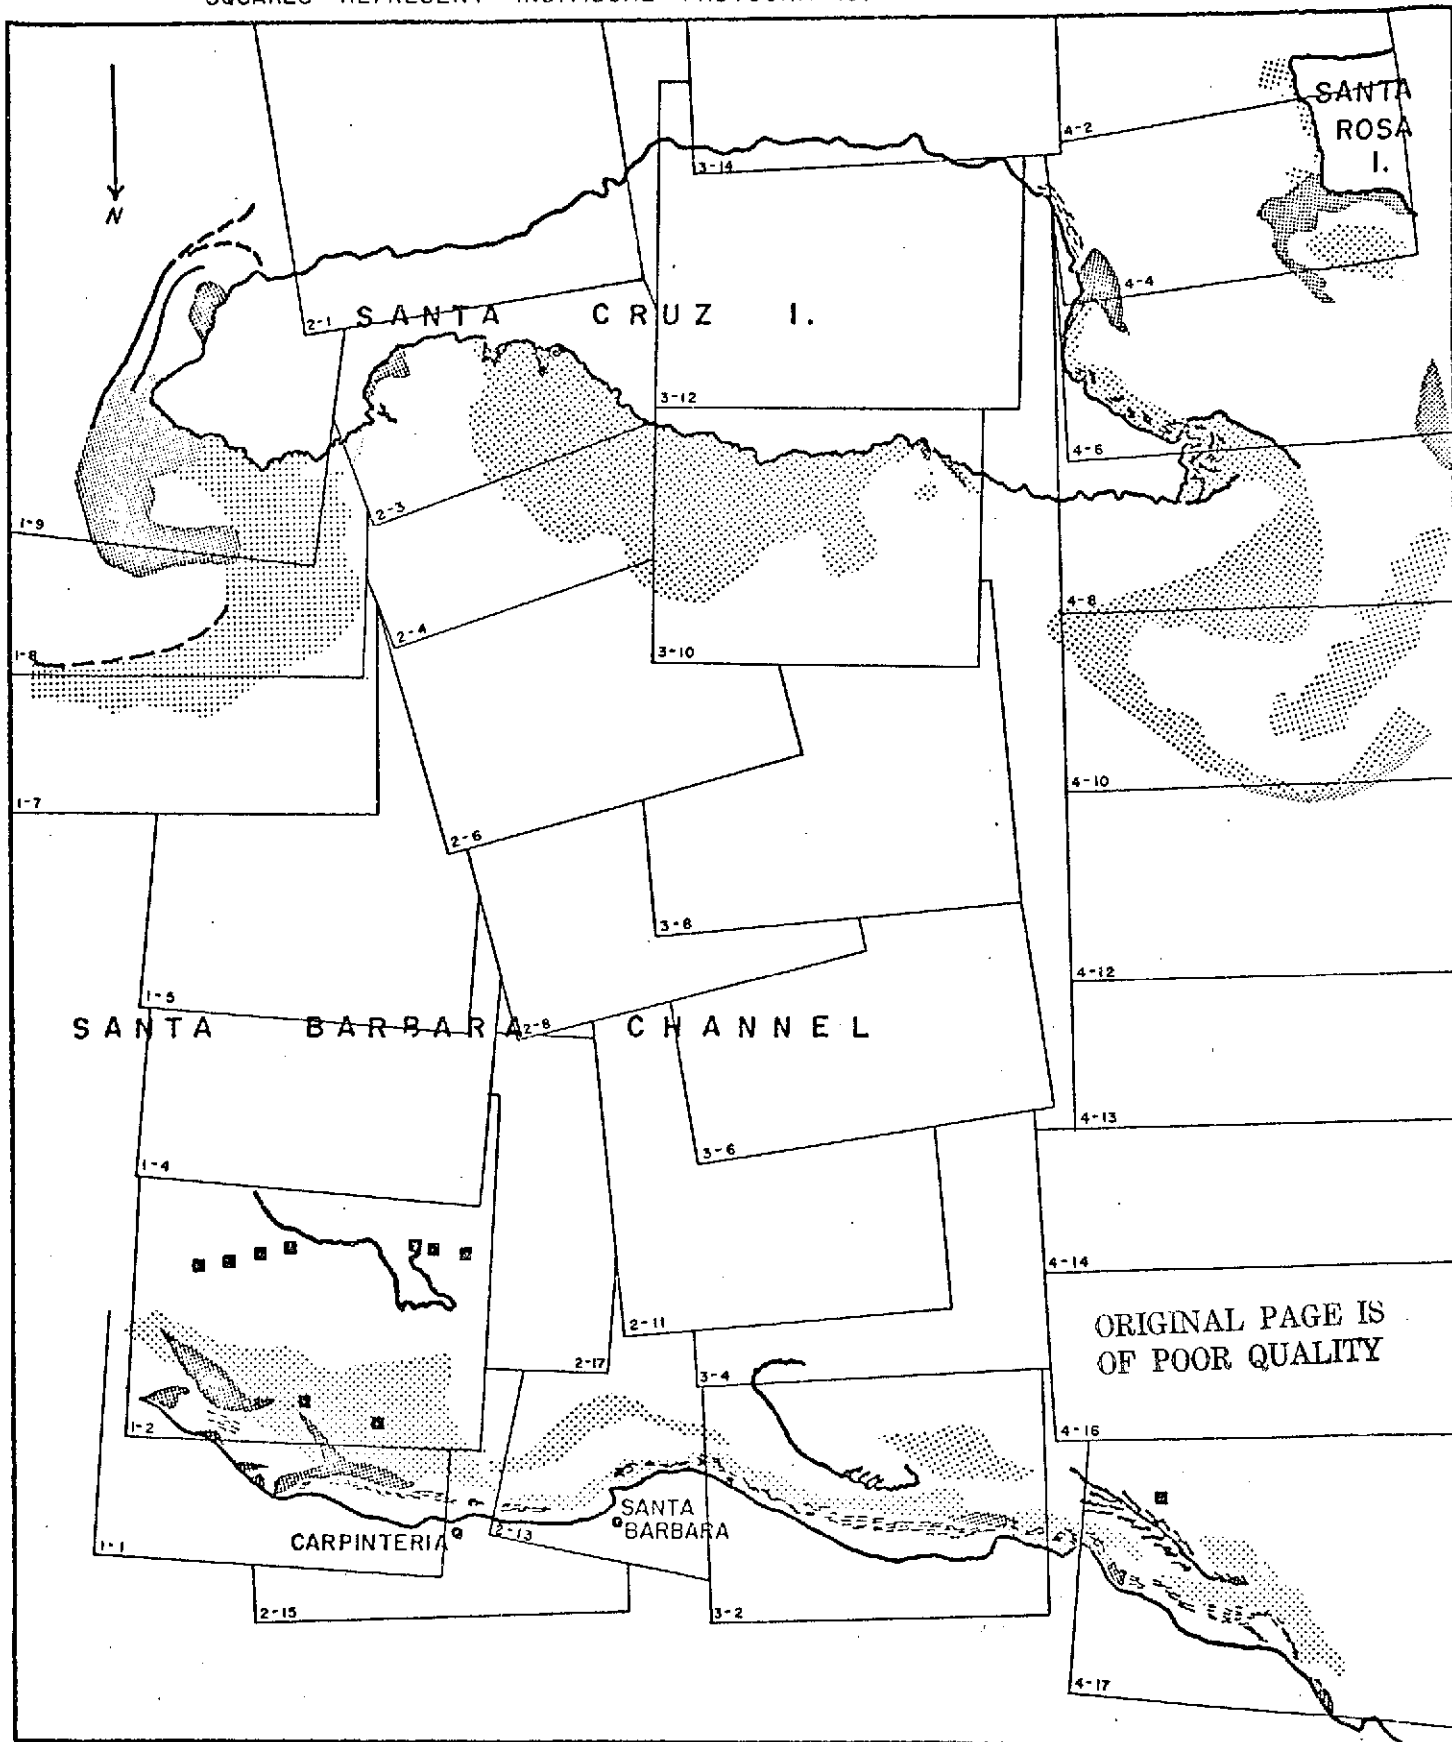 SQUARES REPRESENT INDIVIDUAL
SANTA
ROSA
I.
4-2
3-14
N
4-4
2-1
SANTA CRUZ I.
3-12
4-6
2-3
1-9
4-8
2-4
1-8
3-10
4-10
1-7
2-6
3-8
4-12
1-5
SANTA BARBARA CHANNEL
2-8
4-13
3-6
1-4
4-14
ORIGINAL PAGE IS
OF POOR QUALITY
2-11
2-17
3-4
1-2
4-16
SANTA
BARBARA
CARPINTERIA
2-13
1-1
2-15
3-2
4-17